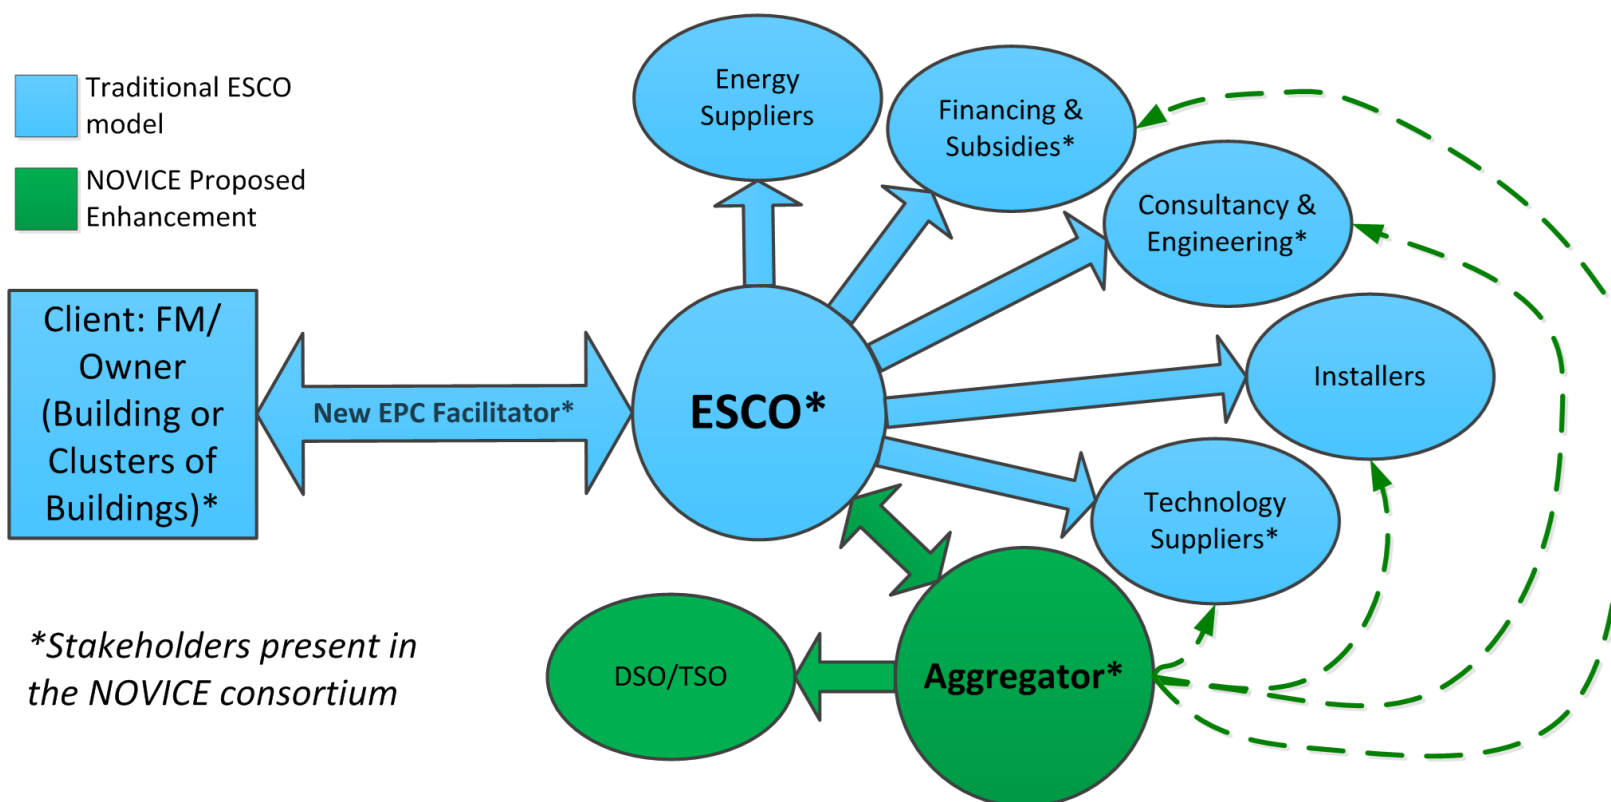 Traditional ESCO
model
NOVICE Proposed
Enhancement
Energy
Suppliers
Financing &
Subsidies*
Consultancy &
Engineering*
Installers
Technology
Suppliers*
Client: FM/
Owner
(Building or
Clusters of
Buildings)*
New EPC Facilitator*
ESCO*
Aggregator*
DSO/TSO
*Stakeholders present in
the NOVICE consortium